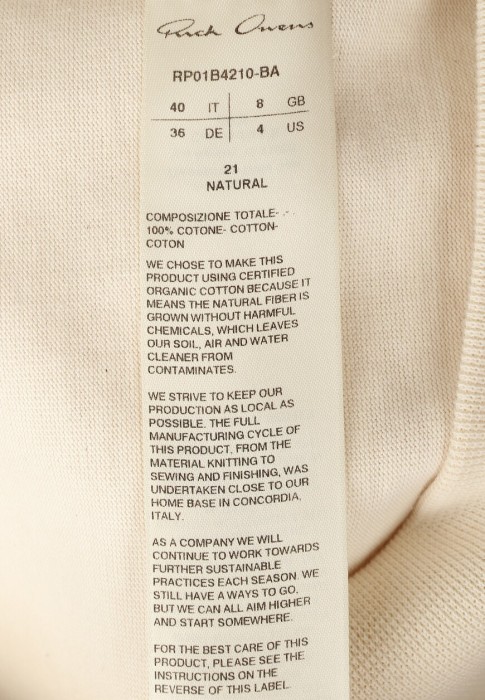 Rick Owens
RP01B4210-BA
40 IT 8 GB
36 DE 4 US
21
NATURAL
COMPOSIZIONE TOTALE- -
100% COTONE- COTTON-
COTON
WE CHOSE TO MAKE THIS
PRODUCT USING CERTIFIED
ORGANIC COTTON BECAUSE IT
MEANS THE NATURAL FIBER IS
GROWN WITHOUT HARMFUL
CHEMICALS, WHICH LEAVES
OUR SOIL, AIR AND WATER
CLEANER FROM
CONTAMINATES.
WE STRIVE TO KEEP OUR
PRODUCTION AS LOCAL AS
POSSIBLE. THE FULL
MANUFACTURING CYCLE OF
THIS PRODUCT, FROM THE
MATERIAL KNITTING TO
SEWING AND FINISHING, WAS
UNDERTAKEN CLOSE TO OUR
HOME BASE IN CONCORDIA,
ITALY.
AS A COMPANY WE WILL
CONTINUE TO WORK TOWARDS
FURTHER SUSTAINABLE
PRACTICES EACH SEASON. WE
STILL HAVE A WAYS TO GO,
BUT WE CAN ALL AIM HIGHER
AND START SOMEWHERE.
FOR THE BEST CARE OF THIS
PRODUCT, PLEASE SEE THE
INSTRUCTIONS ON THE
REVERSE OF THIS LABEL.